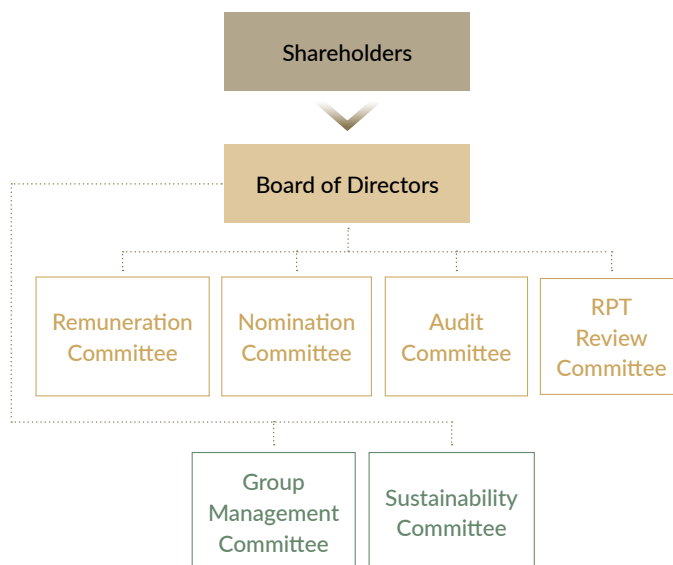 Shareholders
Board of Directors
Remuneration
Committee
Nomination
Committee
Audit
Committee
RPT
Review
Committee
Group
Management
Committee
Sustainability
Committee